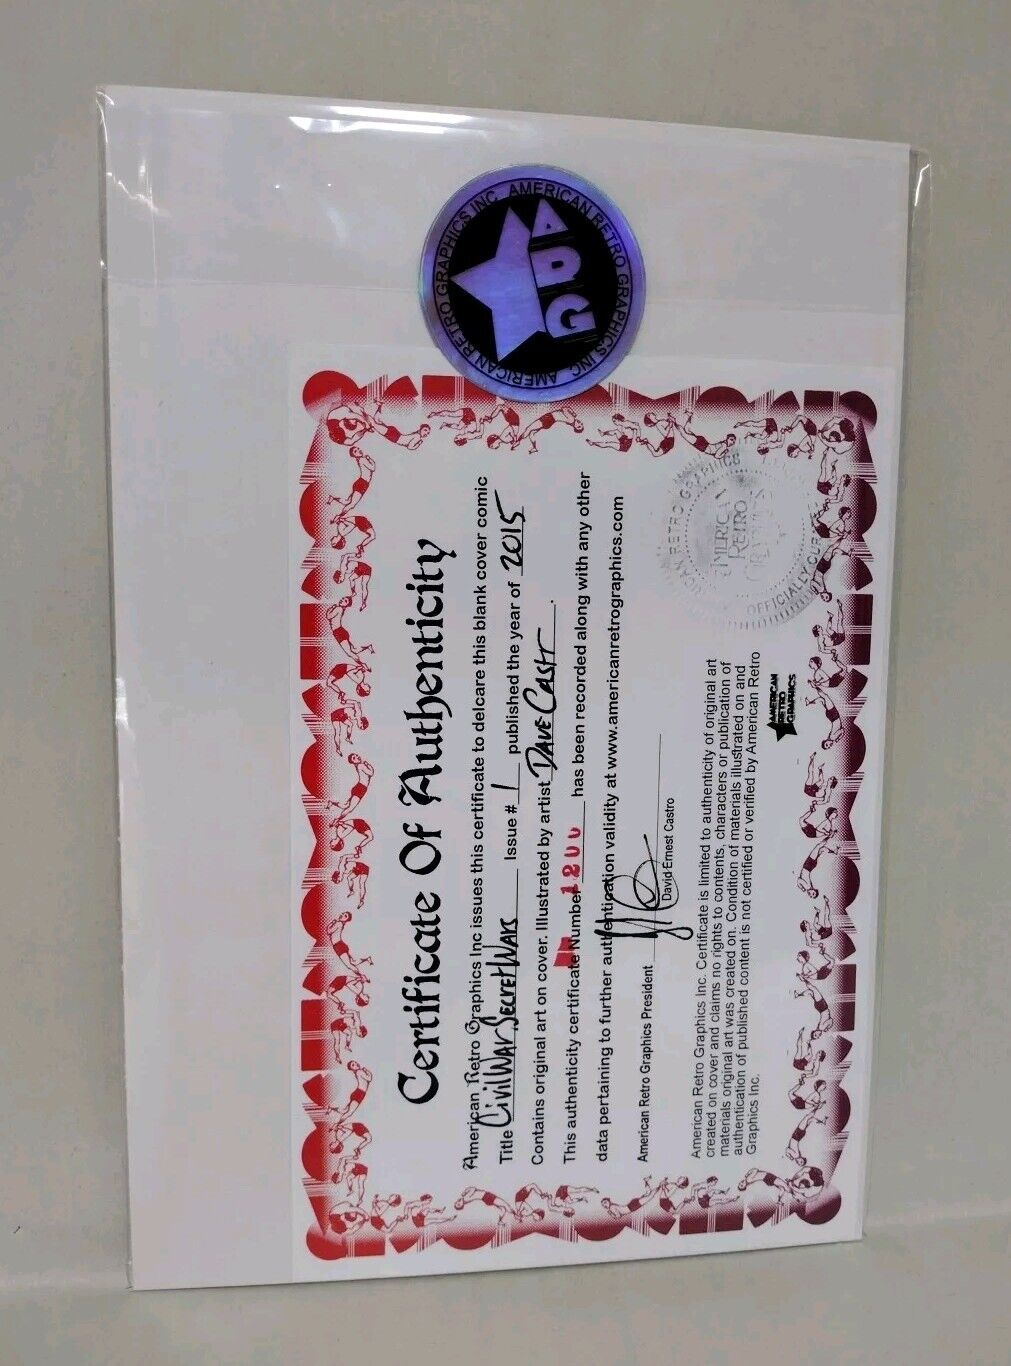 AMERICAN RETRO GRAPHICS INC. AMERICAN RETRO GRAPHICS INC.
ARG
Certificate Of Authenticity
American Retro Graphics Inc issues this certificate to delcare this blank cover comic
Title Civil War Secret Wars Issue # 1 published the year of 2015
Contains original art on cover. Illustrated by artist Dave Castr.
This authenticity certificate Number 1200 has been recorded along with any other
data pertaining to further authentication validity at www.americanretrographics.com
American Retro Graphics President
David Ernest Castro
American Retro Graphics Inc. Certificate is limited to authenticity of original art
created on cover and claims no rights to contents, characters or publication of
materials original art was created on. Condition of materials illustrated on and
authentication of published content is not certified or verified by American Retro
Graphics Inc.
AMERICAN
RETRO
GRAPHICS
AMERICAN RETRO GRAPHICS
AMERICAN
RETRO
GRAPHICS
OFFICIALLY